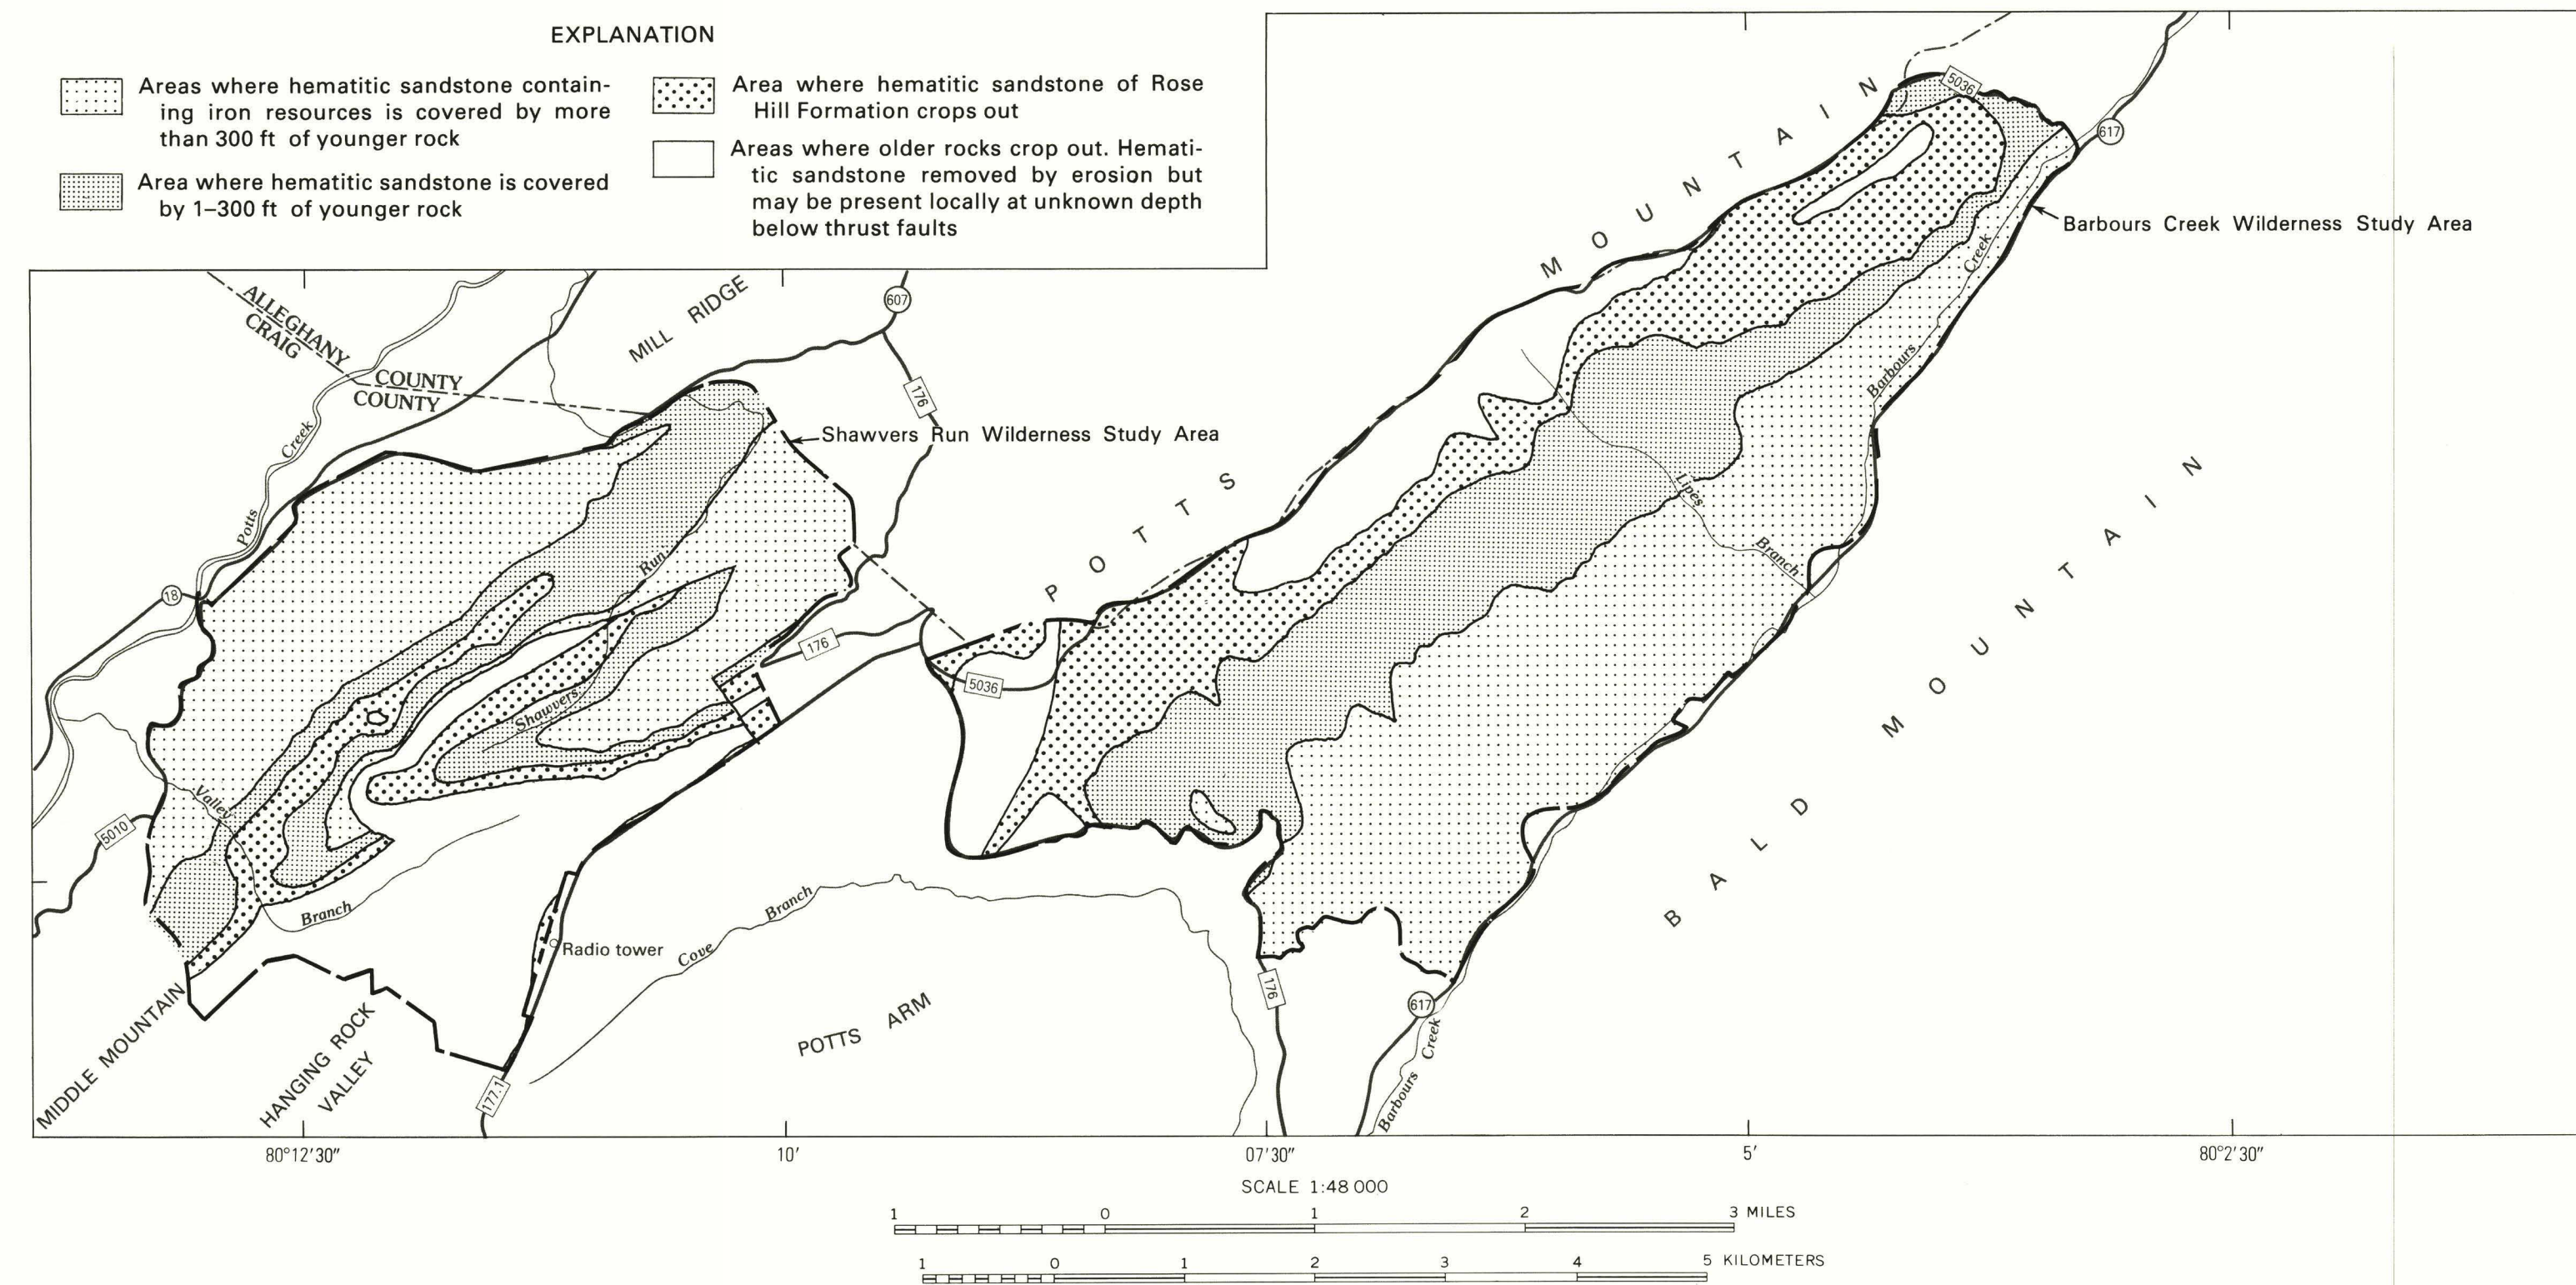 EXPLANATION
Areas where hematitic sandstone contain-
ing iron resources is covered by more
than 300 ft of younger rock
Area where hematitic sandstone is covered
by 1–300 ft of younger rock
Area where hematitic sandstone of Rose
Hill Formation crops out
Areas where older rocks crop out. Hemati-
tic sandstone removed by erosion but
may be present locally at unknown depth
below thrust faults
5036
617
Barbours Creek Wilderness Study Area
POTTS MOUNTAIN
Barbours Creek
ALLEGHANY COUNTY
CRAIG COUNTY
MILL RIDGE
607
176
Shawvers Run Wilderness Study Area
Potts Creek
18
Shawvers Run
176
5036
Lipes Branch
BALD MOUNTAIN
Valley Branch
5010
Radio tower
Cove Branch
POTTS ARM
176
617
Barbours Creek
MIDDLE MOUNTAIN
HANGING ROCK
VALLEY
177.1
80°12'30"
10'
07'30"
5'
80°2'30"
SCALE 1:48 000
1 0 1 2 3 MILES
1 0 1 2 3 4 5 KILOMETERS